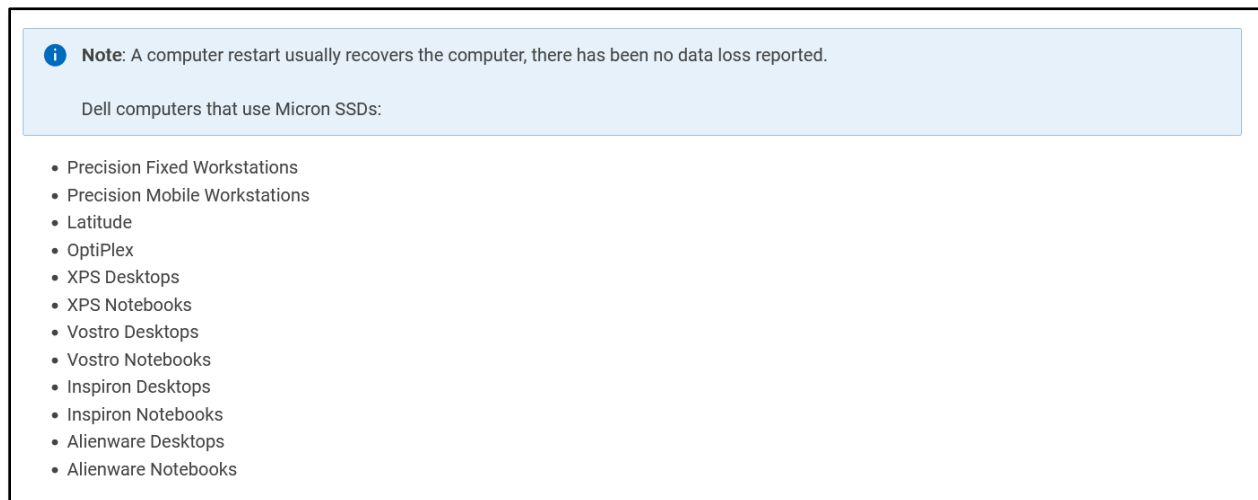 Note: A computer restart usually recovers the computer, there has been no data loss reported.
Dell computers that use Micron SSDs:
• Precision Fixed Workstations
• Precision Mobile Workstations
• Latitude
• OptiPlex
• XPS Desktops
• XPS Notebooks
• Vostro Desktops
• Vostro Notebooks
• Inspiron Desktops
• Inspiron Notebooks
• Alienware Desktops
• Alienware Notebooks